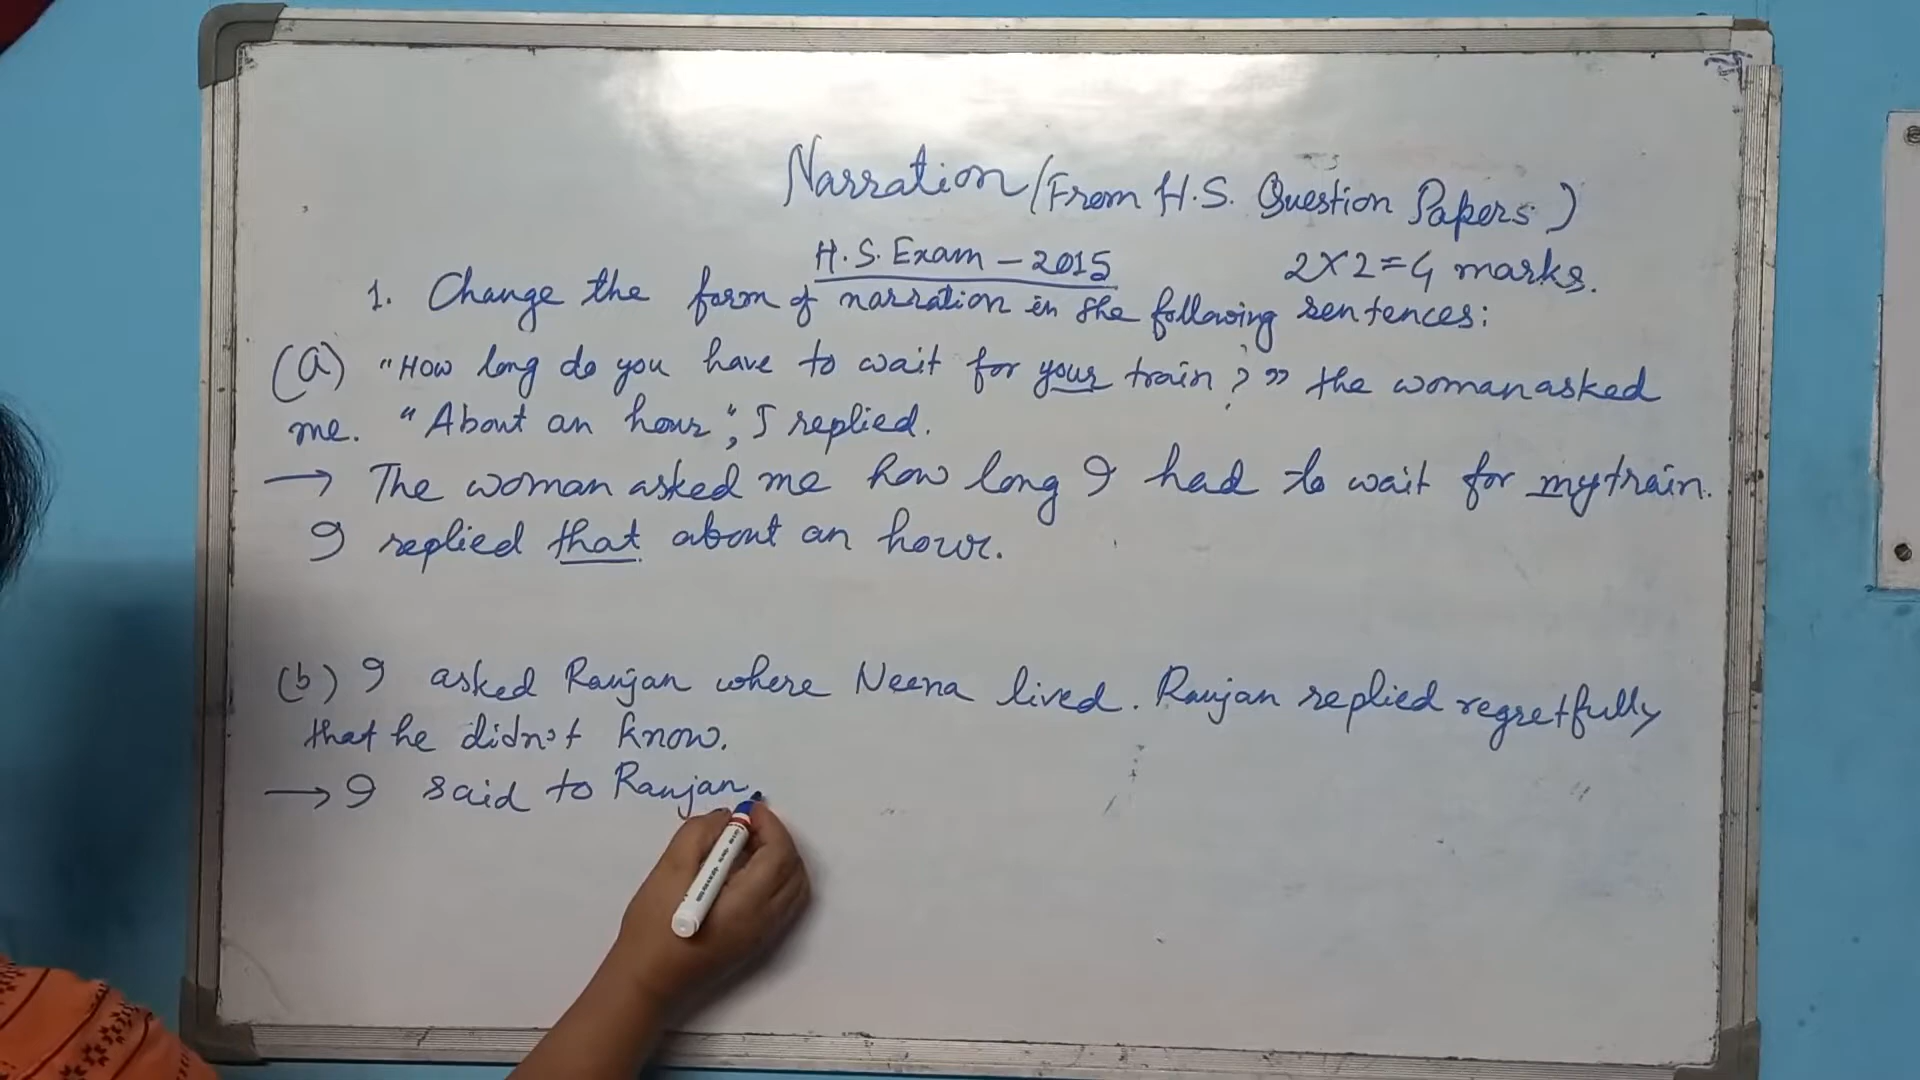 Narration (From H.S. Question Papers)
H.S. Exam - 2015
2X2=4 marks.
1. Change the form of narration in the following sentences:
(a) "How long do you have to wait for your train?" the woman asked
me. "About an hour", I replied.
→ The woman asked me how long I had to wait for my train.
I replied that about an hour.
(b) I asked Ranjan where Neena lived. Ranjan replied regretfully
that he didn't know.
→ I said to Ranjan,